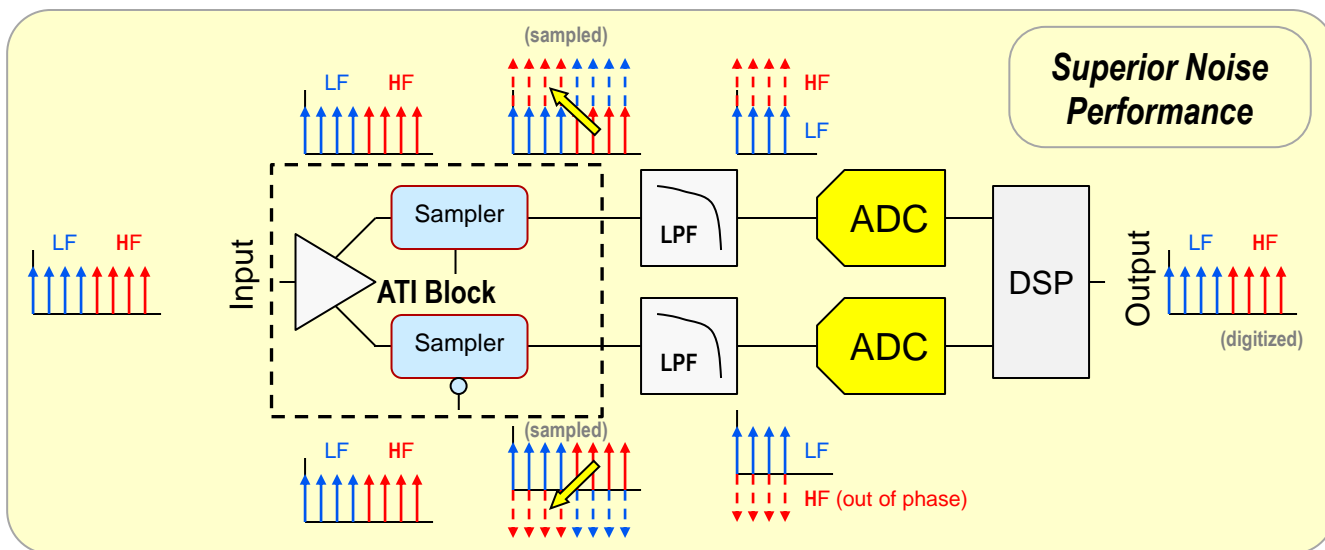 (sampled)
Superior Noise
Performance
LF HF
HF
LF
LF HF
Input
Sampler
ATI Block
Sampler
LPF
LPF
ADC
ADC
DSP
Output
LF HF
(digitized)
LF HF
(sampled)
LF
HF (out of phase)